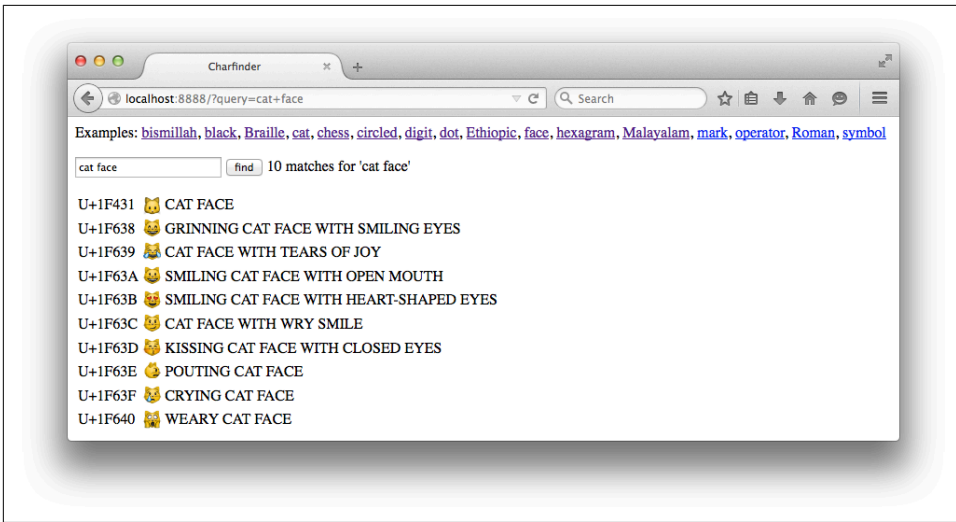 Charfinder
localhost:8888/?query=cat+face
Search
Examples: bismillah, black, Braille, cat, chess, circled, digit, dot, Ethiopic, face, hexagram, Malayalam, mark, operator, Roman, symbol
cat face find 10 matches for 'cat face'
U+1F431 🐱 CAT FACE
U+1F638 😸 GRINNING CAT FACE WITH SMILING EYES
U+1F639 😹 CAT FACE WITH TEARS OF JOY
U+1F63A 😺 SMILING CAT FACE WITH OPEN MOUTH
U+1F63B 😻 SMILING CAT FACE WITH HEART-SHAPED EYES
U+1F63C 😼 CAT FACE WITH WRY SMILE
U+1F63D 😽 KISSING CAT FACE WITH CLOSED EYES
U+1F63E 😾 POUTING CAT FACE
U+1F63F 😿 CRYING CAT FACE
U+1F640 🙀 WEARY CAT FACE